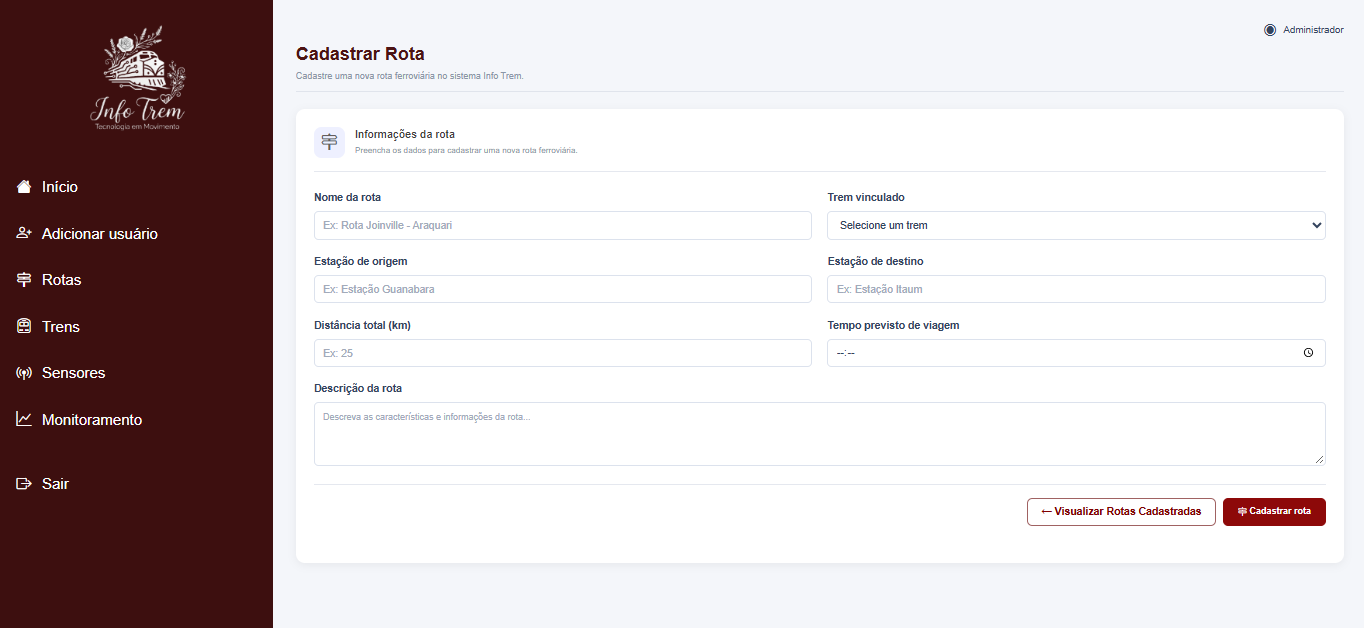 Info Trem
Tecnologia em Movimento
Início
Adicionar usuário
Rotas
Trens
Sensores
Monitoramento
Sair
Administrador
Cadastrar Rota
Cadastre uma nova rota ferroviária no sistema Info Trem.
Informações da rota
Preencha os dados para cadastrar uma nova rota ferroviária.
Nome da rota
Trem vinculado
Ex: Rota Joinville - Araquari
Selecione um trem
Estação de origem
Estação de destino
Ex: Estação Guanabara
Ex: Estação Itaum
Distância total (km)
Tempo previsto de viagem
Ex: 25
--:--
Descrição da rota
Descreva as características e informações da rota...
← Visualizar Rotas Cadastradas
Cadastrar rota